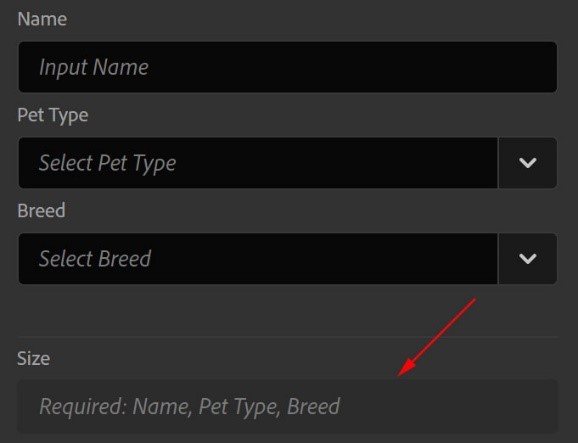 Name
Input Name
Pet Type
Select Pet Type
Breed
Select Breed
Size
Required: Name, Pet Type, Breed